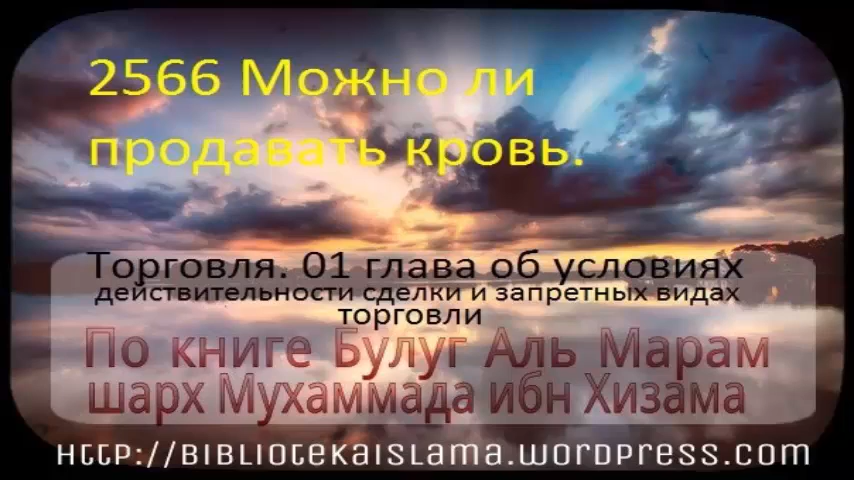 2566 Можно ли
продавать кровь.
Торговля. 01 глава об условиях
действительности сделки и запретных видах
торговли
По книге Булуг Аль Марам
шарх Мухаммада ибн Хизама
http://bibliotekaislama.wordpress.com